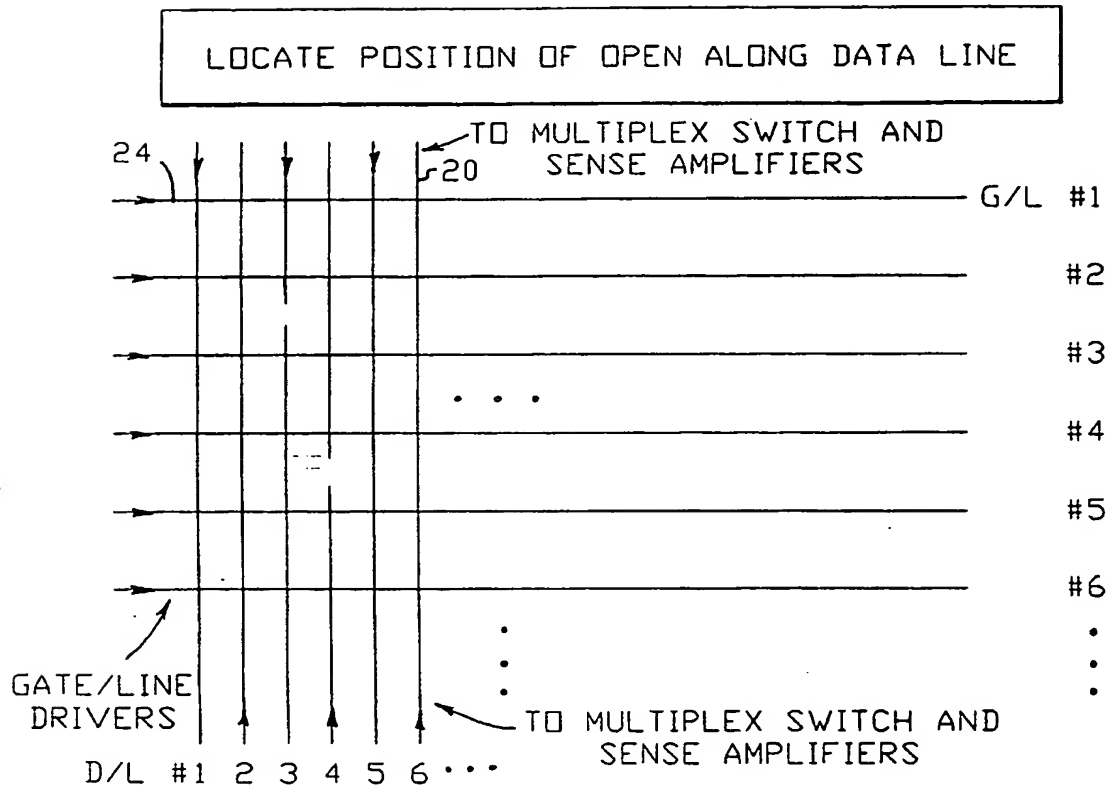 LOCATE POSITION OF OPEN ALONG DATA LINE
TO MULTIPLEX SWITCH AND
SENSE AMPLIFIERS
24
20
G/L #1
#2
#3
#4
#5
#6
GATE/LINE
DRIVERS
TO MULTIPLEX SWITCH AND
SENSE AMPLIFIERS
D/L #1 2 3 4 5 6 ...